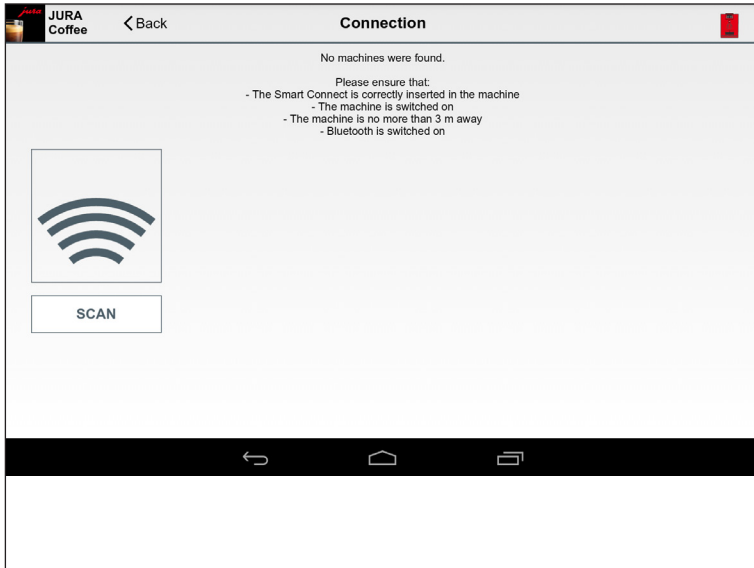 jura
JURA
Coffee
Back
Connection
No machines were found.
Please ensure that:
- The Smart Connect is correctly inserted in the machine
- The machine is switched on
- The machine is no more than 3 m away
- Bluetooth is switched on
SCAN